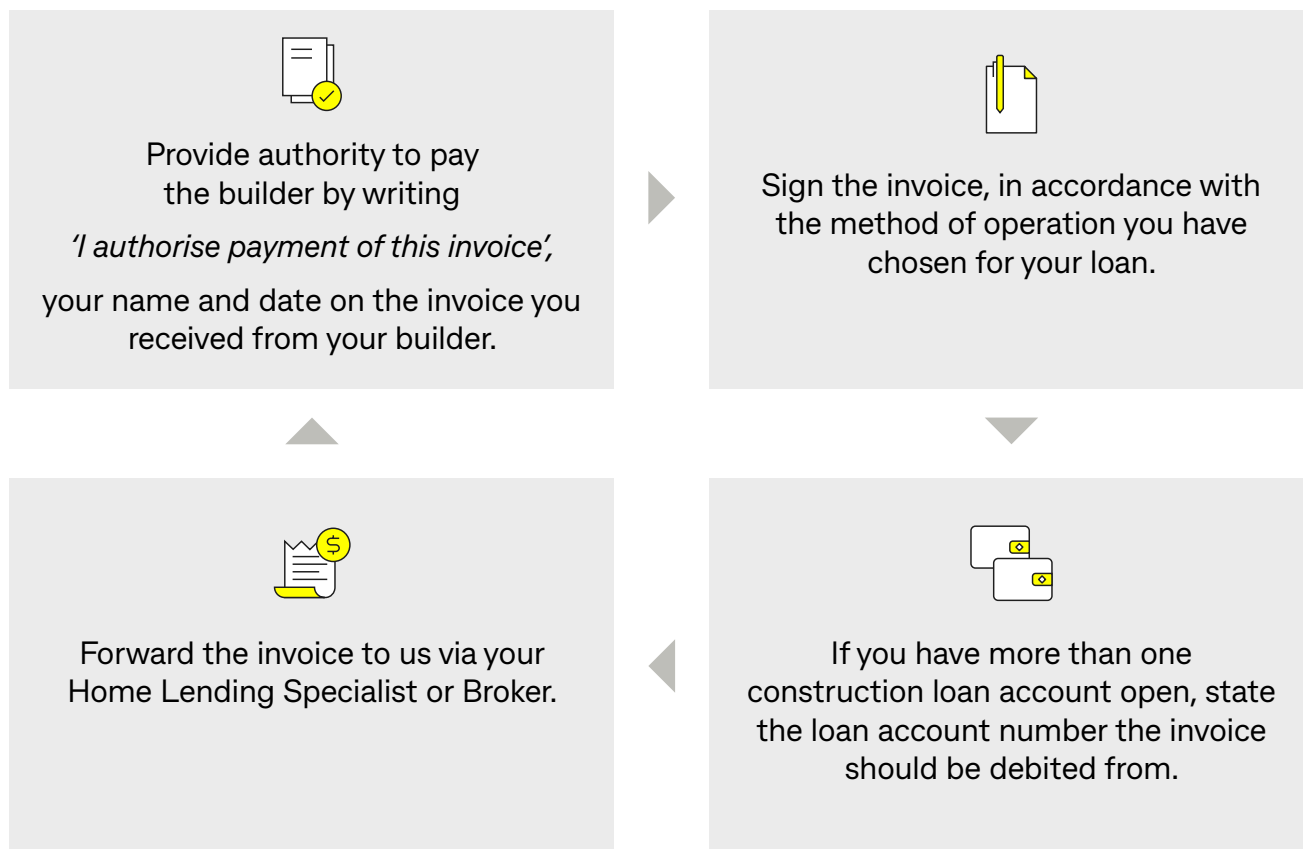 Provide authority to pay
the builder by writing
‘I authorise payment of this invoice’,
your name and date on the invoice you
received from your builder.
Sign the invoice, in accordance with
the method of operation you have
chosen for your loan.
If you have more than one
construction loan account open, state
the loan account number the invoice
should be debited from.
$
Forward the invoice to us via your
Home Lending Specialist or Broker.